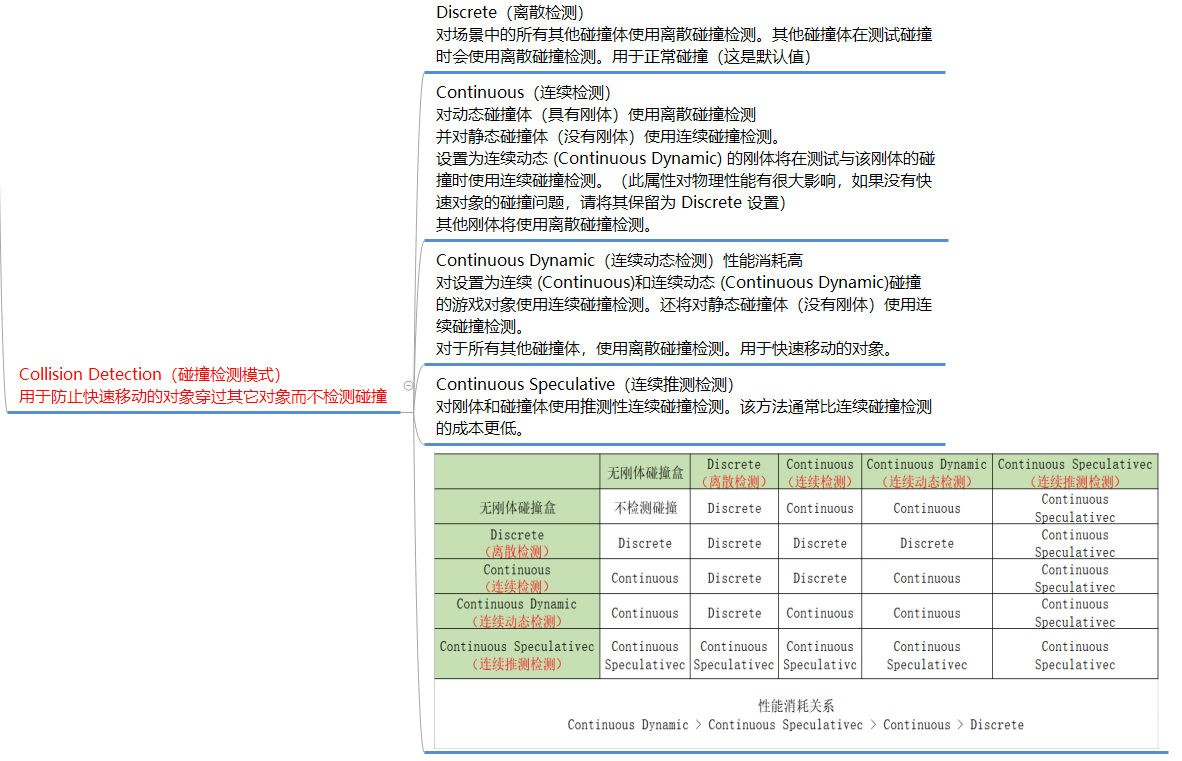 Collision Detection（碰撞检测模式）
用于防止快速移动的对象穿过其它对象而不检测碰撞
Discrete（离散检测）
对场景中的所有其他碰撞体使用离散碰撞检测。其他碰撞体在测试碰撞
时会使用离散碰撞检测。用于正常碰撞（这是默认值）
Continuous（连续检测）
对动态碰撞体（具有刚体）使用离散碰撞检测
并对静态碰撞体（没有刚体）使用连续碰撞检测。
设置为连续动态 (Continuous Dynamic) 的刚体将在测试与该刚体的碰
撞时使用连续碰撞检测。（此属性对物理性能有很大影响，如果没有快
速对象的碰撞问题，请将其保留为 Discrete 设置）
其他刚体将使用离散碰撞检测。
Continuous Dynamic（连续动态检测）性能消耗高
对设置为连续 (Continuous)和连续动态 (Continuous Dynamic)碰撞
的游戏对象使用连续碰撞检测。还将对静态碰撞体（没有刚体）使用连
续碰撞检测。
对于所有其他碰撞体，使用离散碰撞检测。用于快速移动的对象。
Continuous Speculative（连续推测检测）
对刚体和碰撞体使用推测性连续碰撞检测。该方法通常比连续碰撞检测
的成本更低。
无刚体碰撞盒 Discrete Continuous Continuous Dynamic Continuous Speculativec
（离散检测） （连续检测） （连续动态检测） （连续推测检测）
无刚体碰撞盒 不检测碰撞 Discrete Continuous Continuous Continuous
Speculativec
Discrete Discrete Discrete Discrete Discrete Continuous
（离散检测） Speculativec
Continuous Continuous Discrete Discrete Continuous Continuous
（连续检测） Speculativec
Continuous Dynamic Continuous Discrete Continuous Continuous Continuous
（连续动态检测） Speculativec
Continuous Speculativec Continuous Continuous Continuous Continuous Continuous
（连续推测检测） Speculativec Speculativec Speculativc Speculativec Speculativec
性能消耗关系
Continuous Dynamic > Continuous Speculativec > Continuous > Discrete